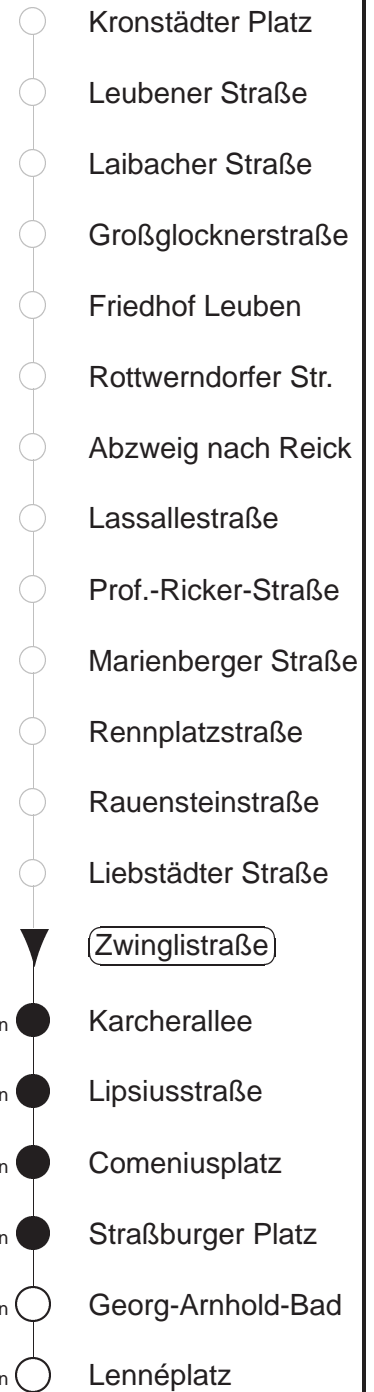 Kronstädter Platz
Leubener Straße
Laibacher Straße
Großglocknerstraße
Friedhof Leuben
Rottwerndorfer Str.
Abzweig nach Reick
Lassallestraße
Prof.-Ricker-Straße
Marienberger Straße
Rennplatzstraße
Rauensteinstraße
Liebstädter Straße
Zwinglistraße
n Karcherallee
n Lipsiusstraße
n Comeniusplatz
n Straßburger Platz
n Georg-Arnhold-Bad
n Lennéplatz